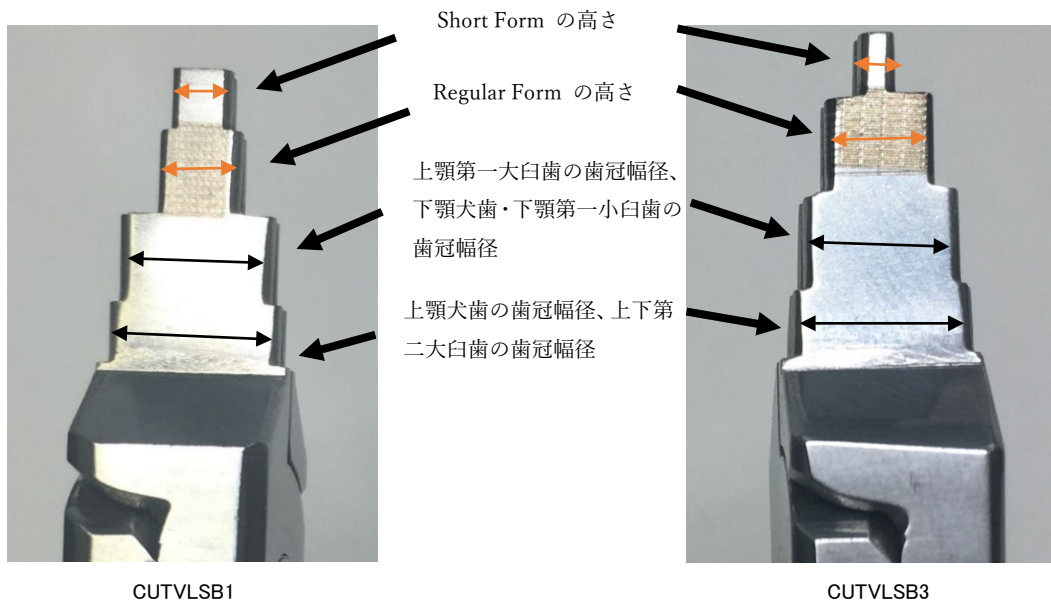 Short Form の高さ
Regular Form の高さ
上顎第一大臼歯の歯冠幅径、
下顎犬歯・下顎第一小臼歯の
歯冠幅径
上顎犬歯の歯冠幅径、上下第
二大臼歯の歯冠幅径
CUTVLSB1
CUTVLSB3